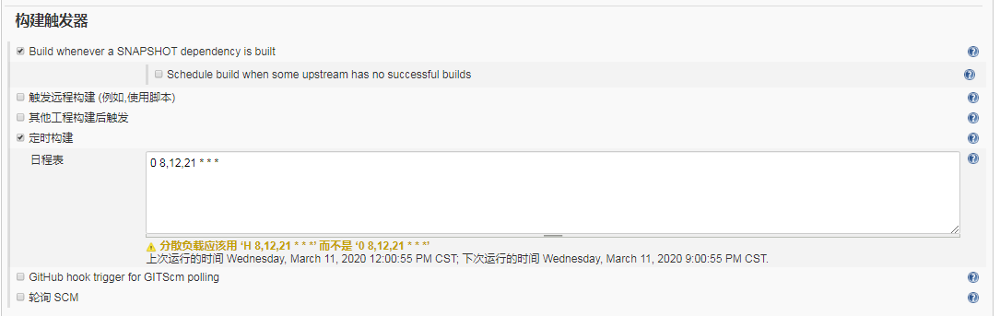 构建触发器
Build whenever a SNAPSHOT dependency is built
Schedule build when some upstream has no successful builds
触发远程构建 (例如,使用脚本)
其他工程构建后触发
定时构建
日程表
0 8,12,21 * * *
分散负载应该用 ‘H 8,12,21 * * *’ 而不是 ‘0 8,12,21 * * *’
上次运行的时间 Wednesday, March 11, 2020 12:00:55 PM CST; 下次运行的时间 Wednesday, March 11, 2020 9:00:55 PM CST.
GitHub hook trigger for GITScm polling
轮询 SCM